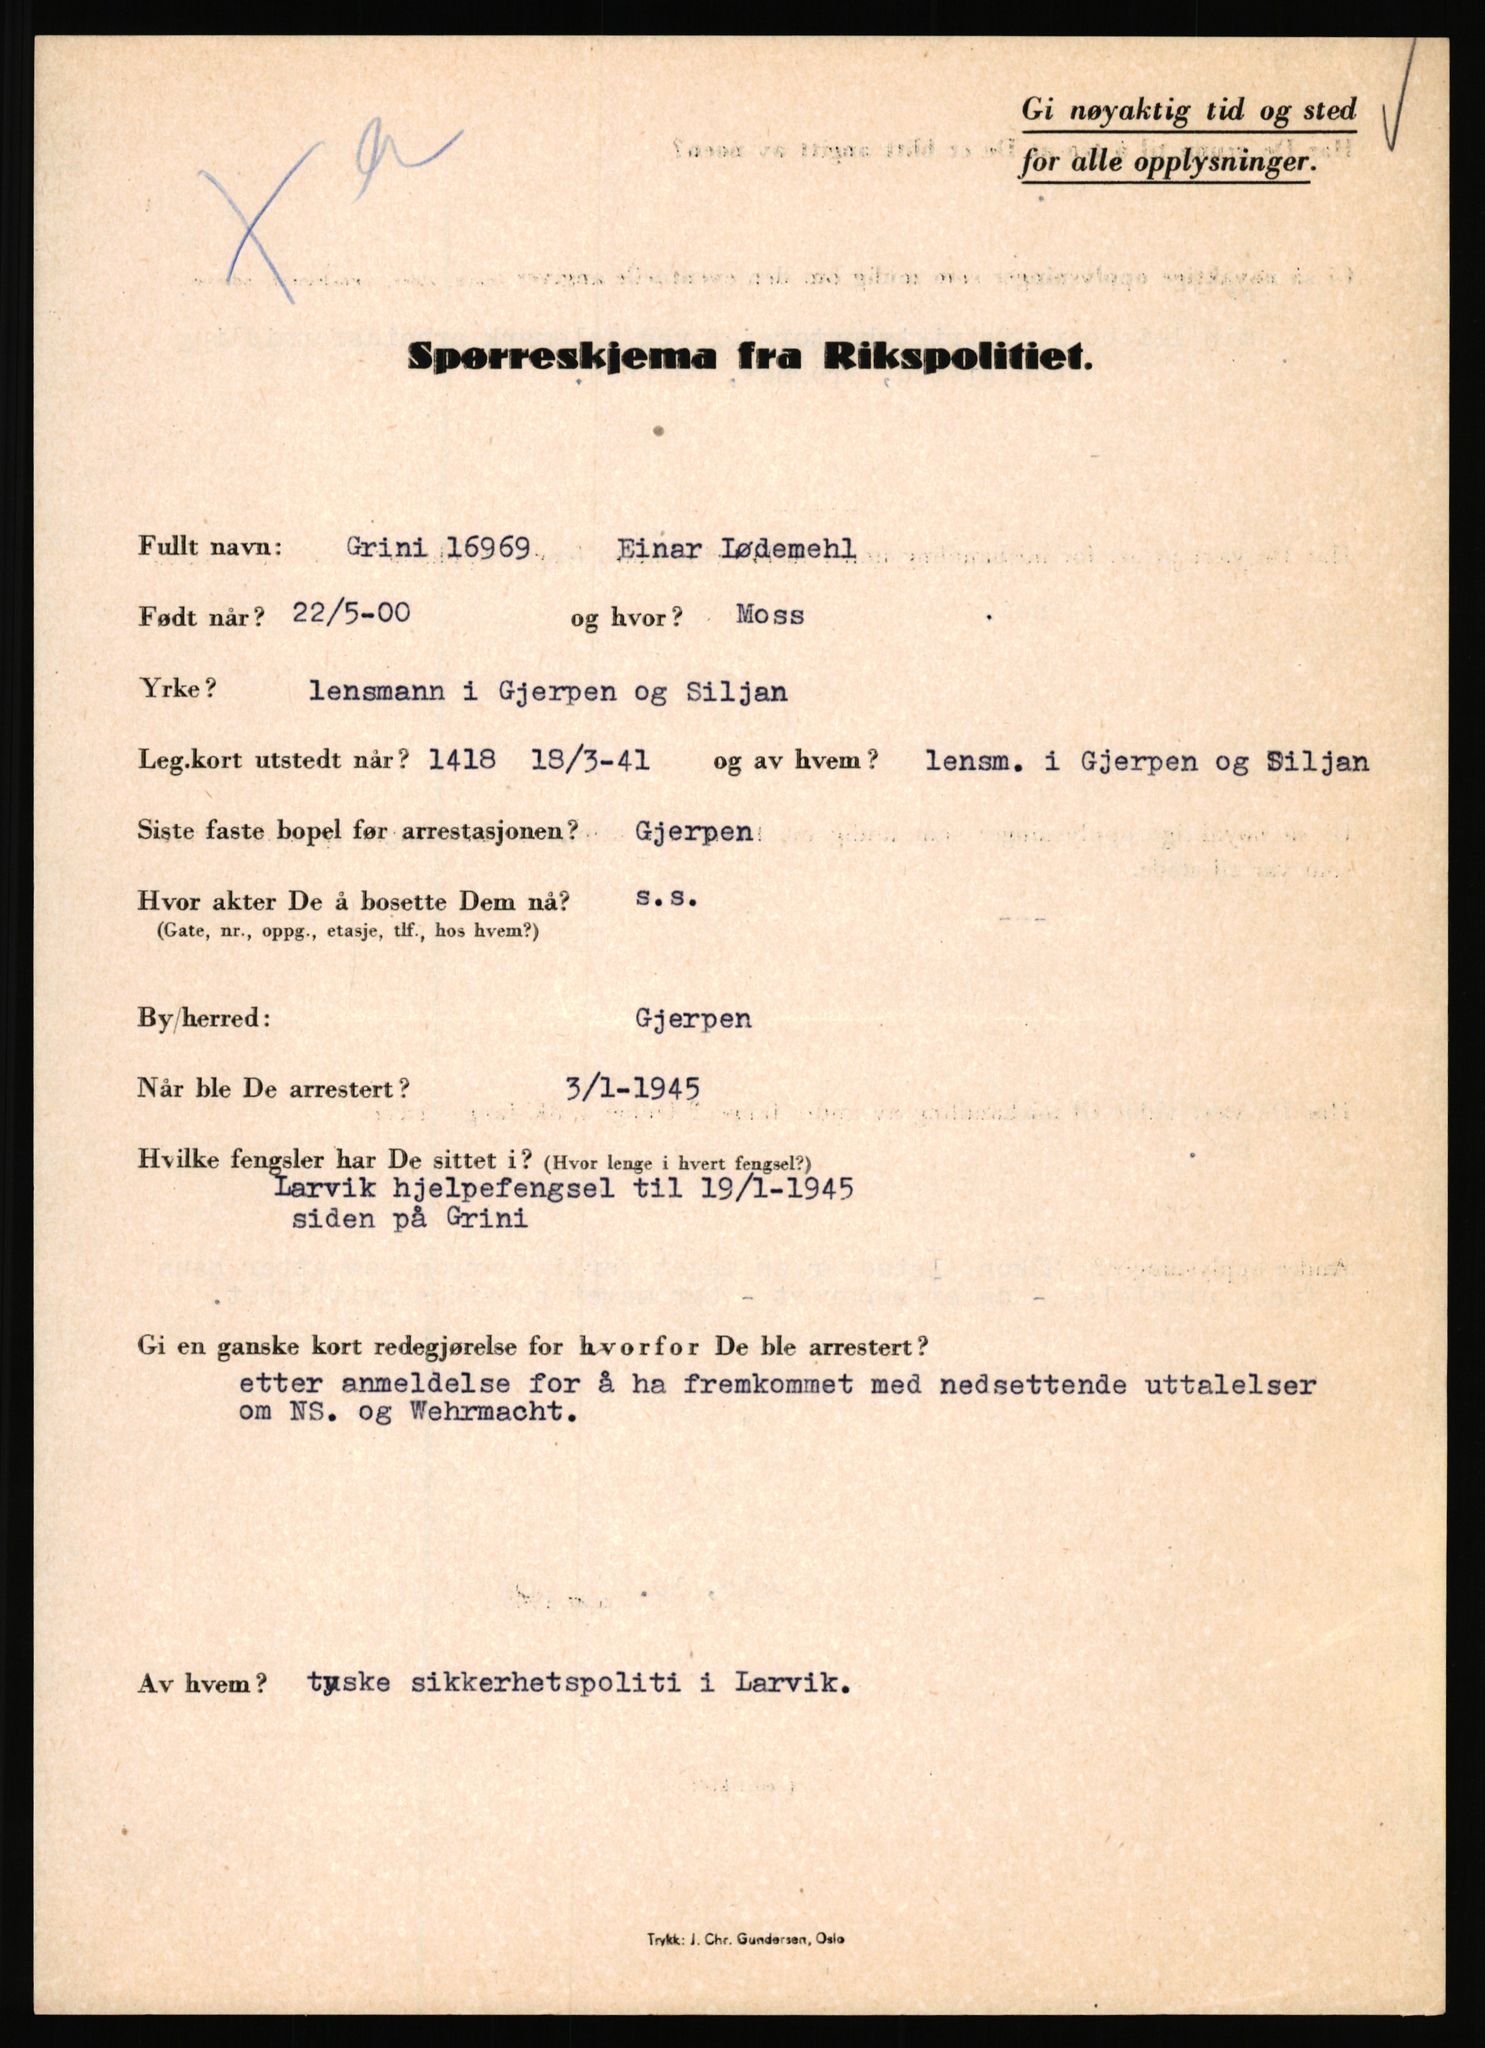 Gi nøyaktig tid og sted
for alle opplysninger.
Spørreskjema fra Rikspolitiet.
Fullt navn: Grini 16969 Einar Lødemehl
Født når? 22/5-00 og hvor? Moss
Yrke? lensmann i Gjerpen og Siljan
Leg.kort utstedt når? 1418 18/3-41 og av hvem? lensm. i Gjerpen og Siljan
Siste faste bopel før arrestasjonen? Gjerpen
Hvor akter De å bosette Dem nå? s.s.
(Gate, nr., oppg., etasje, tlf., hos hvem?)
By/herred: Gjerpen
Når ble De arrestert? 3/1-1945
Hvilke fengsler har De sittet i? (Hvor lenge i hvert fengsel?)
Larvik hjelpefengsel til 19/1-1945
siden på Grini
Gi en ganske kort redegjørelse for hvorfor De ble arrestert?
etter anmeldelse for å ha fremkommet med nedsettende uttalelser
om NS. og Wehrmacht.
Av hvem? tyske sikkerhetspoliti i Larvik.
Trykk: J. Chr. Gundersen, Oslo